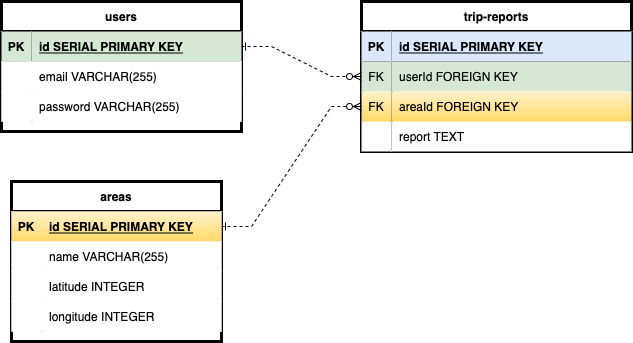 users
PK id SERIAL PRIMARY KEY
email VARCHAR(255)
password VARCHAR(255)
trip-reports
PK id SERIAL PRIMARY KEY
FK userId FOREIGN KEY
FK areaId FOREIGN KEY
report TEXT
areas
PK id SERIAL PRIMARY KEY
name VARCHAR(255)
latitude INTEGER
longitude INTEGER